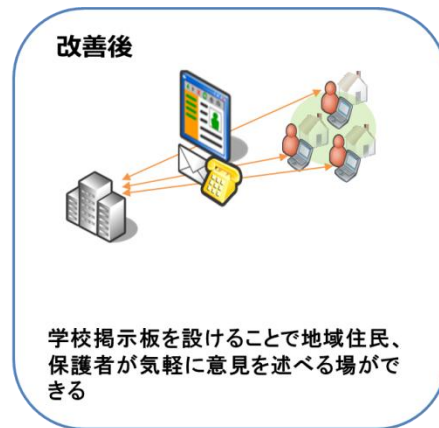 改善後
学校掲示板を設けることで地域住民、
保護者が気軽に意見を述べる場がで
きる